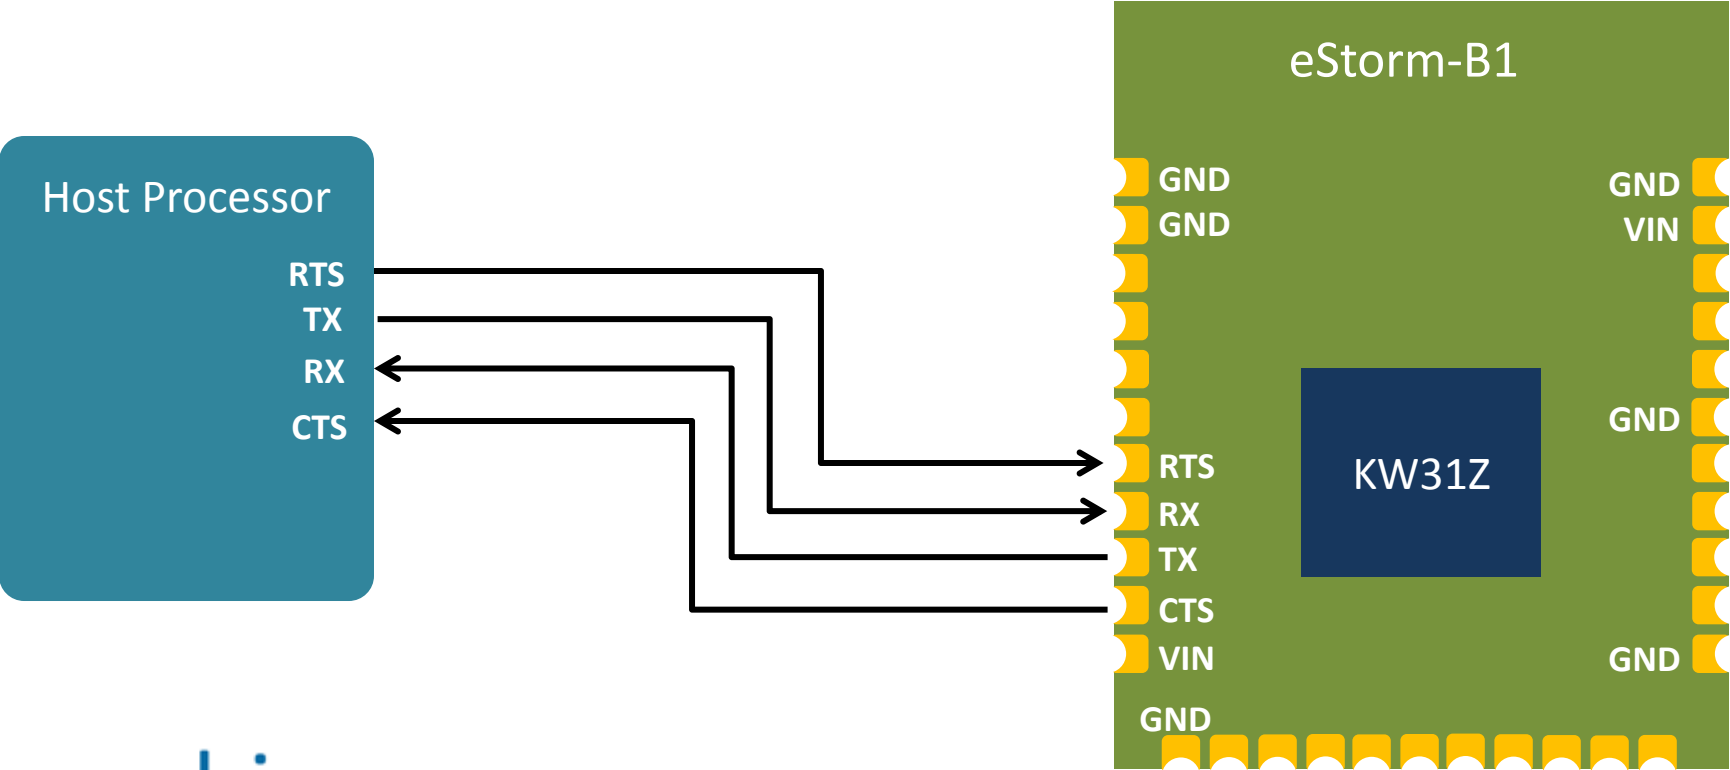 eStorm-B1
Host Processor
RTS
TX
RX
CTS
GND
GND
RTS
RX
TX
CTS
VIN
GND
KW31Z
GND
VIN
GND
GND